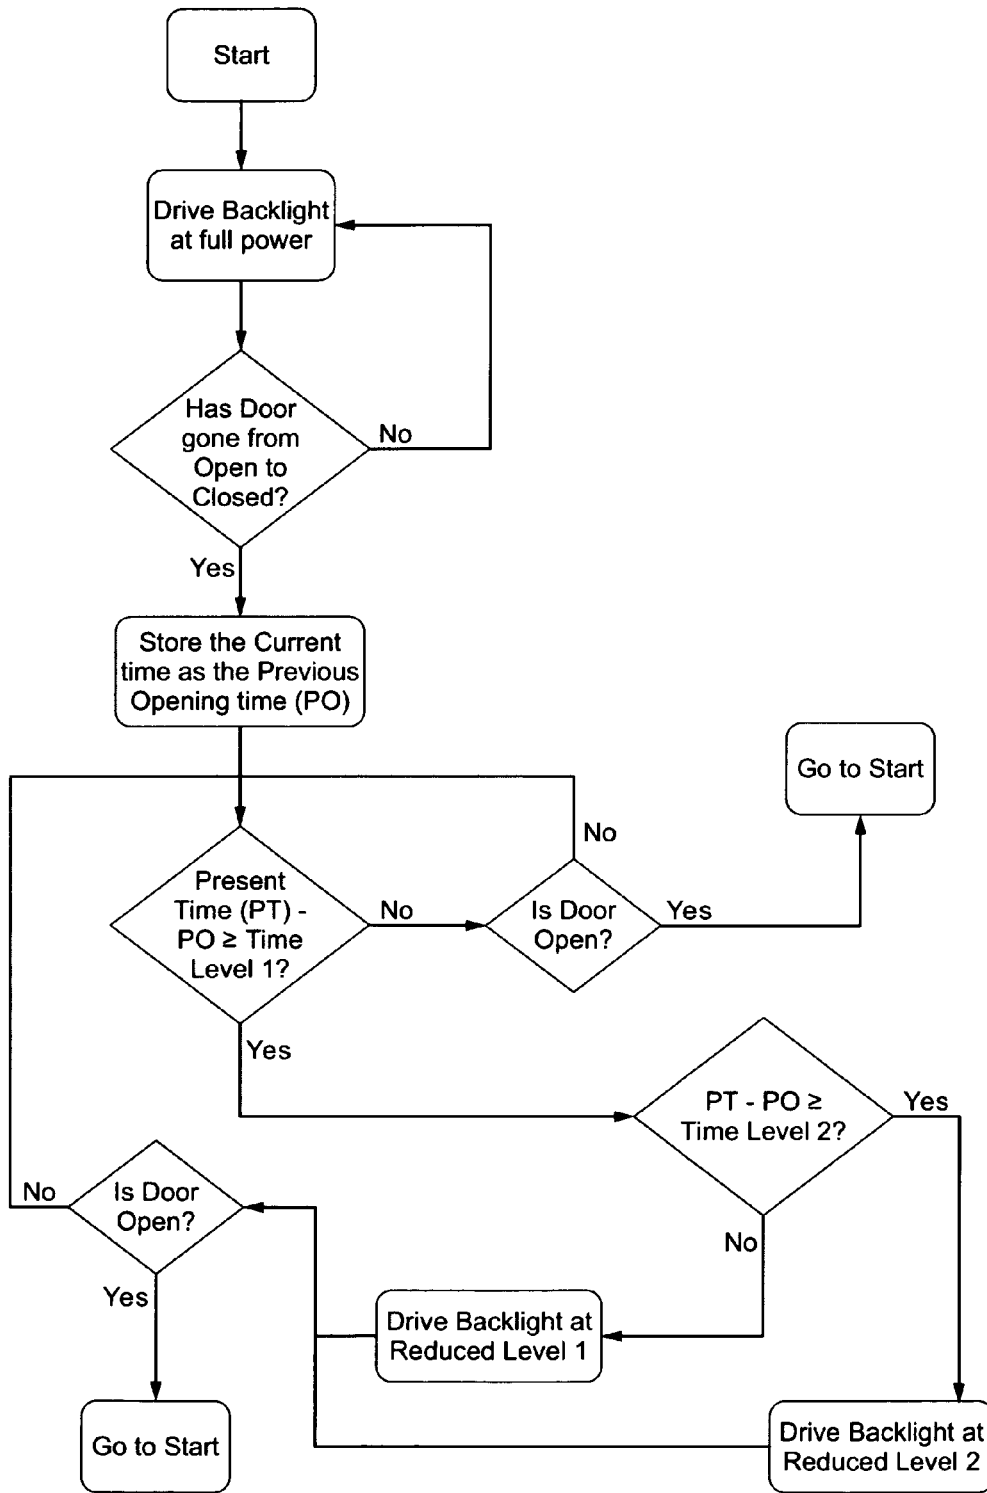 Start
Drive Backlight
at full power
Has Door
gone from
Open to
Closed?
No
Yes
Store the Current
time as the Previous
Opening time (PO)
Go to Start
No
Present
Time (PT) -
PO ≥ Time
Level 1?
No
Is Door
Open?
Yes
Yes
PT - PO ≥
Time Level 2?
Yes
No
Is Door
Open?
No
Yes
Drive Backlight at
Reduced Level 1
Go to Start
Drive Backlight at
Reduced Level 2